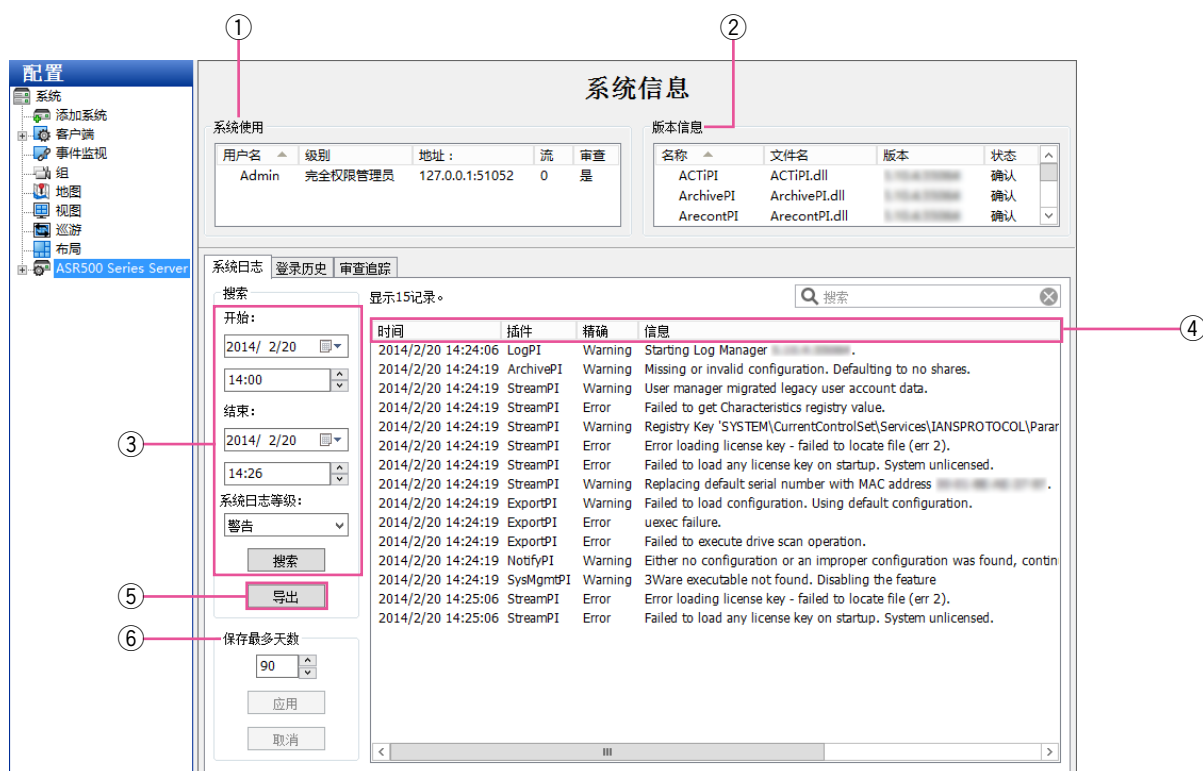 ① ②
配置
系统
添加系统
客户端
事件监视
组
地图
视图
巡游
布局
ASR500 Series Server
系统信息
系统使用
用户名 级别 地址： 流 审查
Admin 完全权限管理员 127.0.0.1:51052 0 是
版本信息
名称 文件名 版本 状态
ACTiPI ACTiPI.dll 确认
ArchivePI ArchivePI.dll 确认
ArecontPI ArecontPI.dll 确认
系统日志 登录历史 审查追踪
搜索
开始：
2014/ 2/20
14:00
结束：
2014/ 2/20
14:26
系统日志等级：
警告
搜索
导出
保存最多天数
90
应用
取消
③
⑤
⑥
显示15记录。
搜索
④
时间 插件 精确 信息
2014/2/20 14:24:06 LogPI Warning Starting Log Manager .
2014/2/20 14:24:19 ArchivePI Warning Missing or invalid configuration. Defaulting to no shares.
2014/2/20 14:24:19 StreamPI Warning User manager migrated legacy user account data.
2014/2/20 14:24:19 StreamPI Error Failed to get Characteristics registry value.
2014/2/20 14:24:19 StreamPI Warning Registry Key 'SYSTEM\CurrentControlSet\Services\IANSPROTOCOL\Parar
2014/2/20 14:24:19 StreamPI Error Error loading license key - failed to locate file (err 2).
2014/2/20 14:24:19 StreamPI Error Failed to load any license key on startup. System unlicensed.
2014/2/20 14:24:19 StreamPI Warning Replacing default serial number with MAC address .
2014/2/20 14:24:19 ExportPI Warning Failed to load configuration. Using default configuration.
2014/2/20 14:24:19 ExportPI Error uexec failure.
2014/2/20 14:24:19 ExportPI Error Failed to execute drive scan operation.
2014/2/20 14:24:19 NotifyPI Warning Either no configuration or an improper configuration was found, contin
2014/2/20 14:24:19 SysMgmtPI Warning 3Ware executable not found. Disabling the feature
2014/2/20 14:25:06 StreamPI Error Error loading license key - failed to locate file (err 2).
2014/2/20 14:25:06 StreamPI Error Failed to load any license key on startup. System unlicensed.